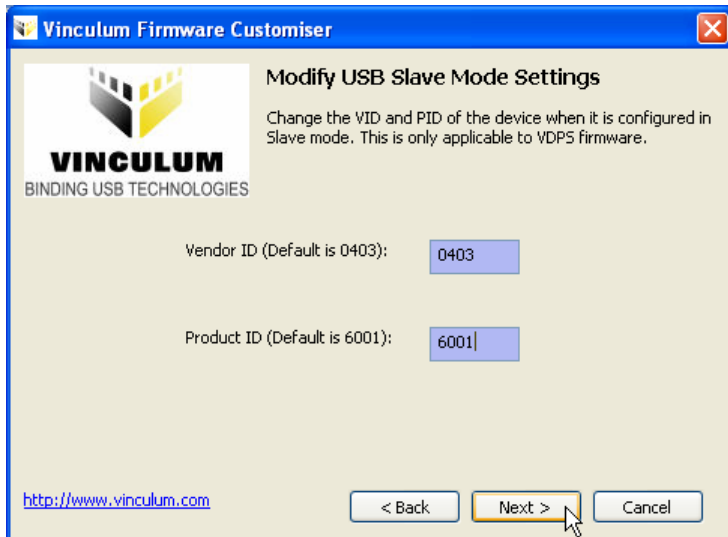 Vinculum Firmware Customiser
VINCULUM
BINDING USB TECHNOLOGIES
Modify USB Slave Mode Settings
Change the VID and PID of the device when it is configured in
Slave mode. This is only applicable to VDPS firmware.
Vendor ID (Default is 0403):
0403
Product ID (Default is 6001):
6001
http://www.vinculum.com
< Back
Next >
Cancel